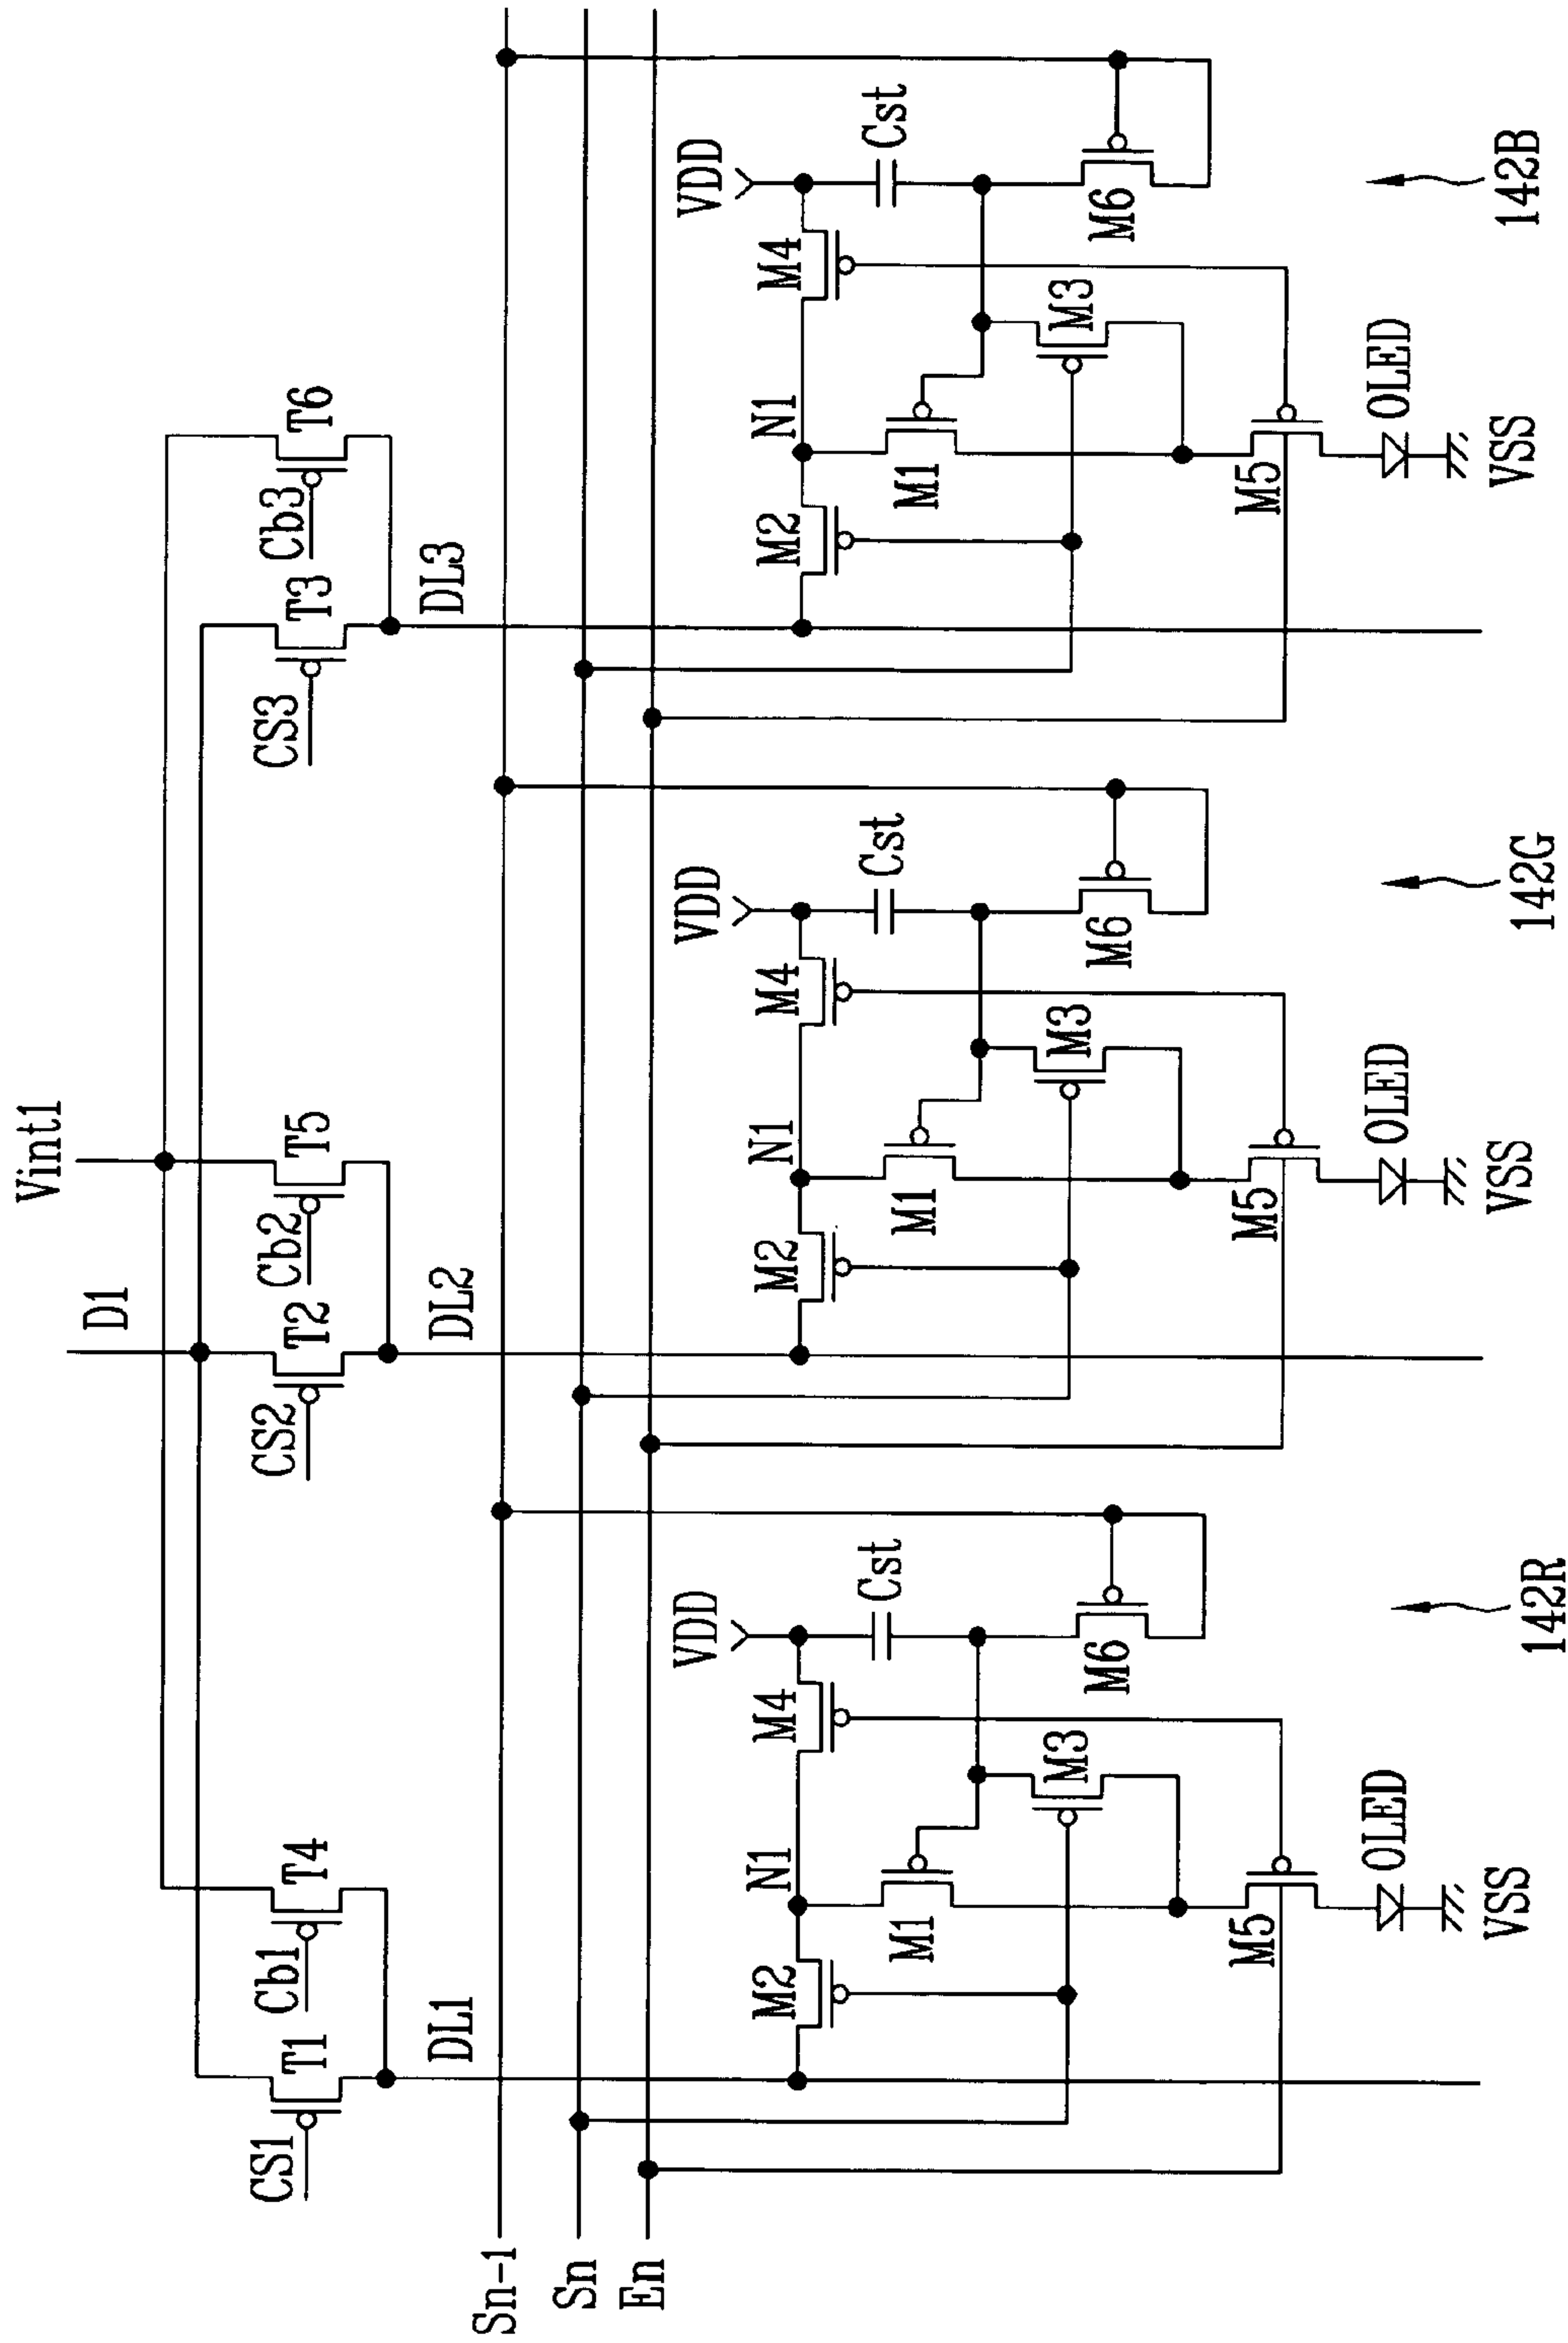 Vint1
D1
CS1
T1
Cb1
T4
CS2
T2
Cb2
T5
CS3
T3
Cb3
T6
DL1
DL2
DL3
Sn-1
Sn
En
VDD
VDD
VDD
M2
N1
M4
Cst
M2
N1
M4
Cst
M2
N1
M4
Cst
M1
M3
M6
M1
M3
M6
M1
M3
M6
M5
OLED
M5
OLED
M5
OLED
VSS
142R
VSS
142G
VSS
142B